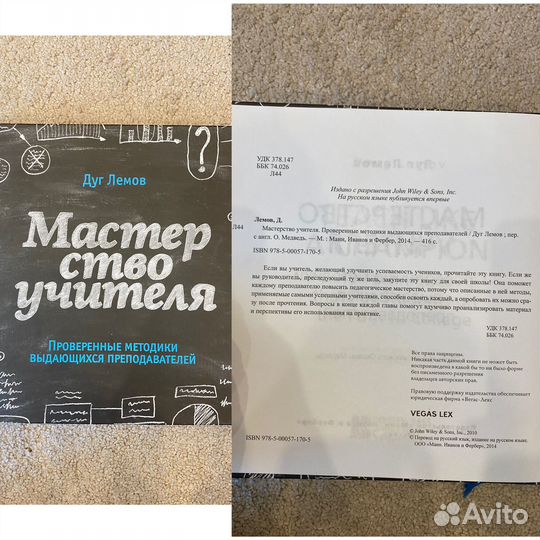 Дуг Лемов
Мастер
ство
учителя
Проверенные методики
выдающихся преподавателей
?
УДК 378.147
ББК 74.026
Л44
Издано с разрешения John Wiley & Sons, Inc.
На русском языке публикуется впервые
Лемов, Д.
Л44
Мастерство учителя. Проверенные методики выдающихся преподавателей / Дуг Лемов ; пер.
с англ. О. Медведь. — М. : Манн, Иванов и Фербер, 2014. — 416 с.
ISBN 978-5-00057-170-5
Если вы учитель, желающий улучшить успеваемость учеников, прочитайте эту книгу. Если же
вы руководитель, преследующий ту же цель, закупите эту книгу для своей школы! Она поможет
каждому преподавателю повысить педагогическое мастерство, потому что описанные в ней методы,
применяемые самыми успешными учителями, способен освоить каждый, а опробовать их можно сра-
зу после прочтения. Вопросы в конце каждой главы помогут вдумчиво проанализировать материал
и перспективы его использования на практике.
УДК 378.147
ББК 74.026
Все права защищены.
Никакая часть данной книги не может быть
воспроизведена в какой бы то ни было форме
без письменного разрешения
владельцев авторских прав.
Правовую поддержку издательства обеспечивает
юридическая фирма «Вегас-Лекс»
VEGAS LEX
© John Wiley & Sons, Inc., 2010
© Перевод на русский язык, издание на русском языке.
ООО «Манн, Иванов и Фербер», 2014
ISBN 978-5-00057-170-5
Avito